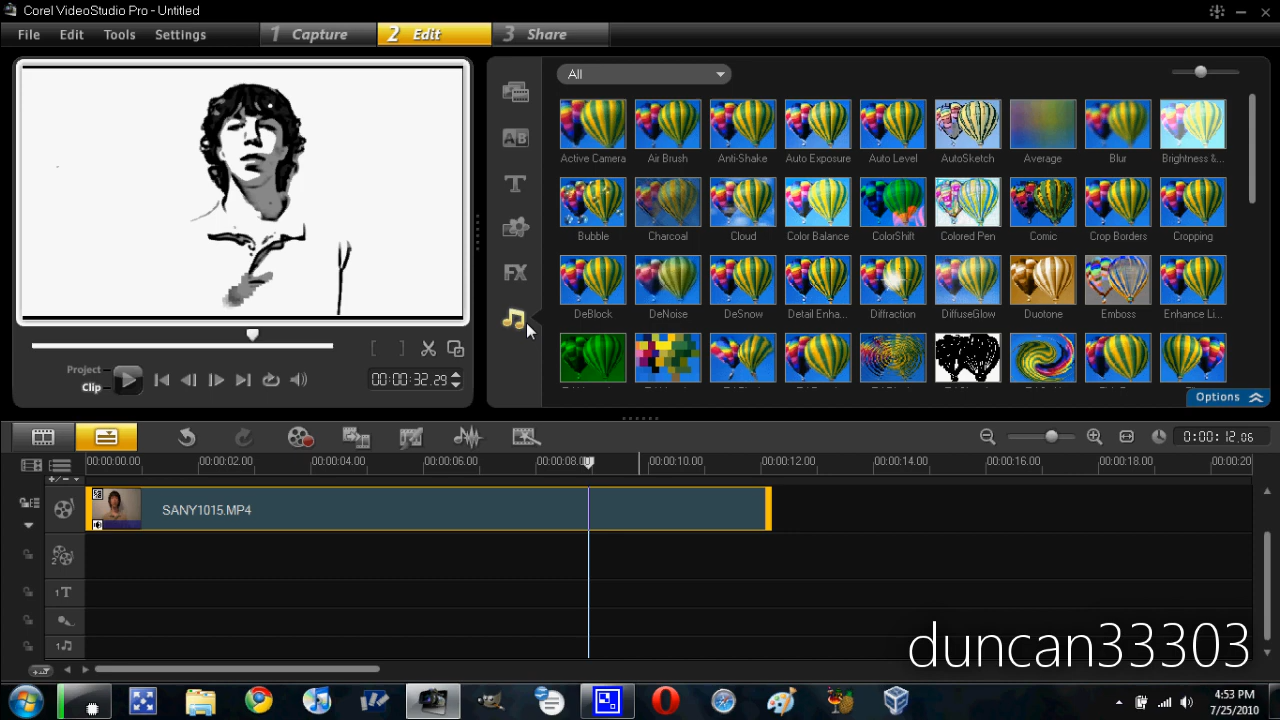 Corel VideoStudio Pro - Untitled
File Edit Tools Settings 1 Capture 2 Edit 3 Share
All
Active Camera Air Brush Anti-Shake Auto Exposure Auto Level AutoSketch Average Blur Brightness &...
AB
T
Bubble Charcoal Cloud Color Balance ColorShift Colored Pen Comic Crop Borders Cropping
FX
DeBlock DeNoise DeSnow Detail Enha... Diffraction DiffuseGlow Duotone Emboss Enhance Li...
Project
Clip
00:00:32.29
Options
0:00:12.06
00:00:00.00 00:00:02.00 00:00:04.00 00:00:06.00 00:00:08 00:00:10.00 00:00:12.00 00:00:14.00 00:00:16.00 00:00:18.00 00:00:20
SANY1015.MP4
2
1T
1
duncan33303
4:53 PM
7/25/2010